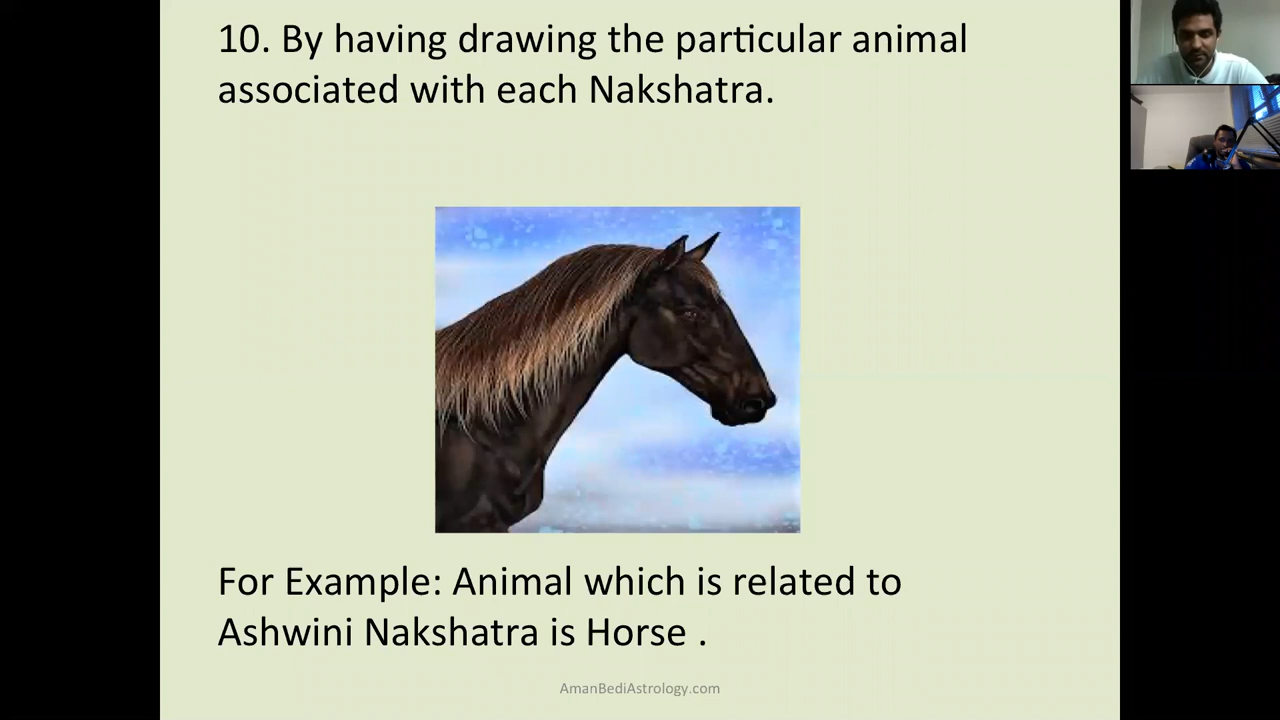 10. By having drawing the particular animal
associated with each Nakshatra.
For Example: Animal which is related to
Ashwini Nakshatra is Horse .
AmanBediAstrology.com